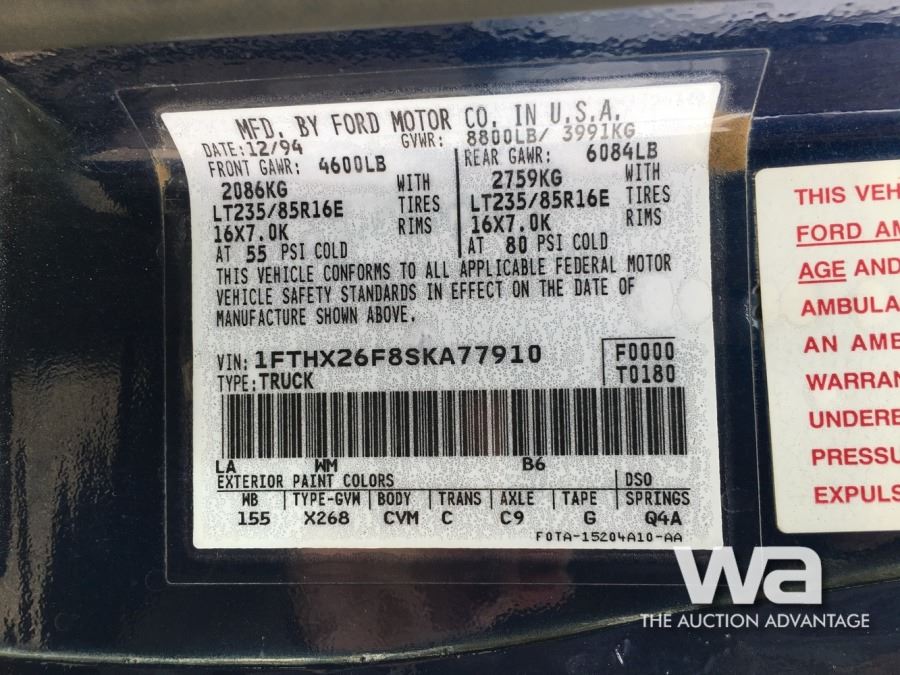 MFD. BY FORD MOTOR CO. IN U.S.A.
DATE: 12/94 GVWR: 8800LB/ 3991KG
FRONT GAWR: 4600LB REAR GAWR: 6084LB
2086KG WITH 2759KG WITH
LT235/85R16E TIRES LT235/85R16E TIRES
16X7.0K RIMS 16X7.0K RIMS
AT 55 PSI COLD AT 80 PSI COLD
THIS VEHICLE CONFORMS TO ALL APPLICABLE FEDERAL MOTOR
VEHICLE SAFETY STANDARDS IN EFFECT ON THE DATE OF
MANUFACTURE SHOWN ABOVE.
VIN: 1FTHX26F8SKA77910 F0000
TYPE: TRUCK T0180
LA WM B6
EXTERIOR PAINT COLORS DSO
WB TYPE-GVW BODY TRANS AXLE TAPE SPRINGS
155 X268 CVM C C9 G Q4A
F0TA-15204A10-AA
THIS VEH
FORD AM
AGE AND
AMBULA
AN AMB
WARRAN
UNDERE
PRESSU
EXPULS
wa
THE AUCTION ADVANTAGE